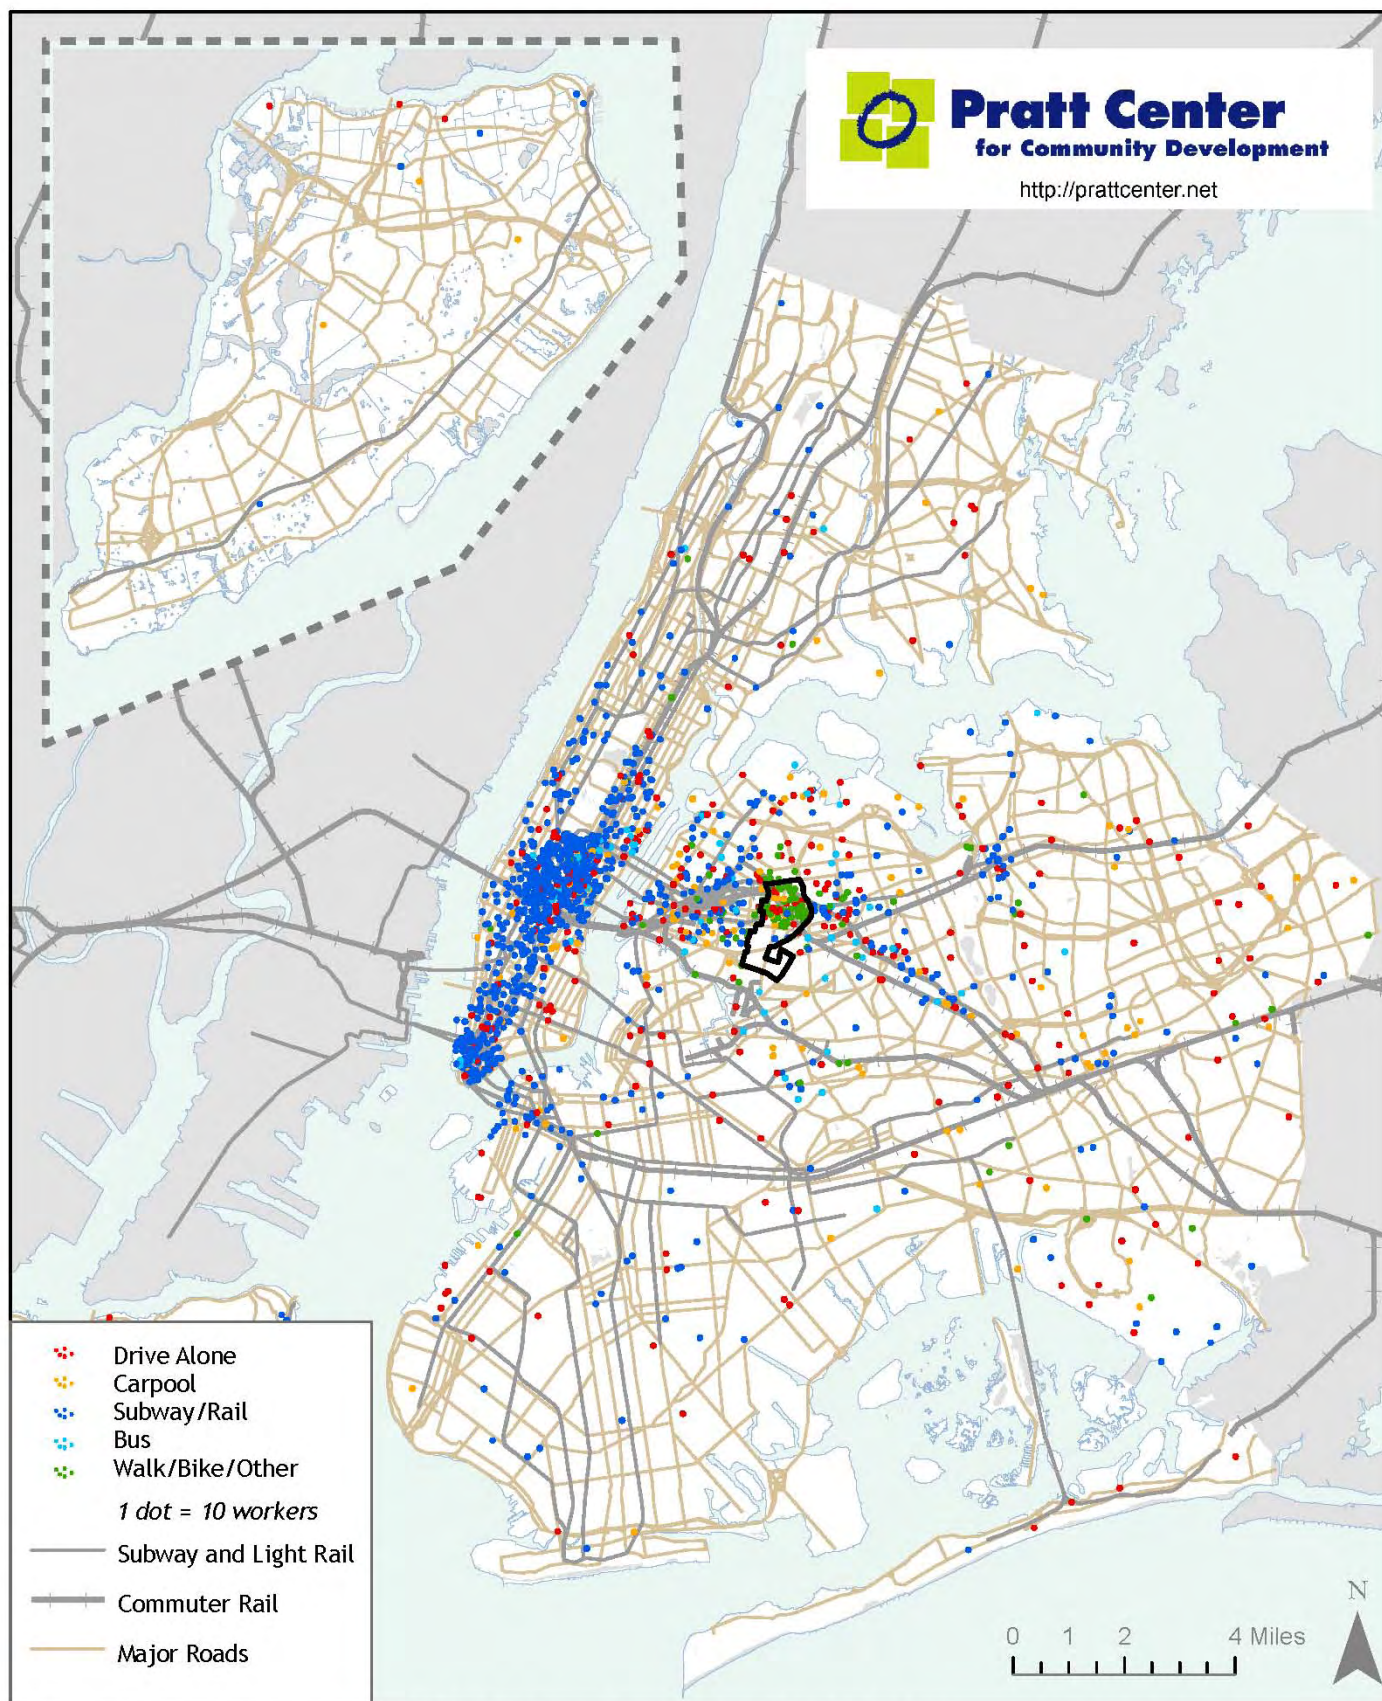 Pratt Center
for Community Development
http://prattcenter.net
Drive Alone
Carpool
Subway/Rail
Bus
Walk/Bike/Other
1 dot = 10 workers
Subway and Light Rail
Commuter Rail
Major Roads
N
0 1 2 4 Miles